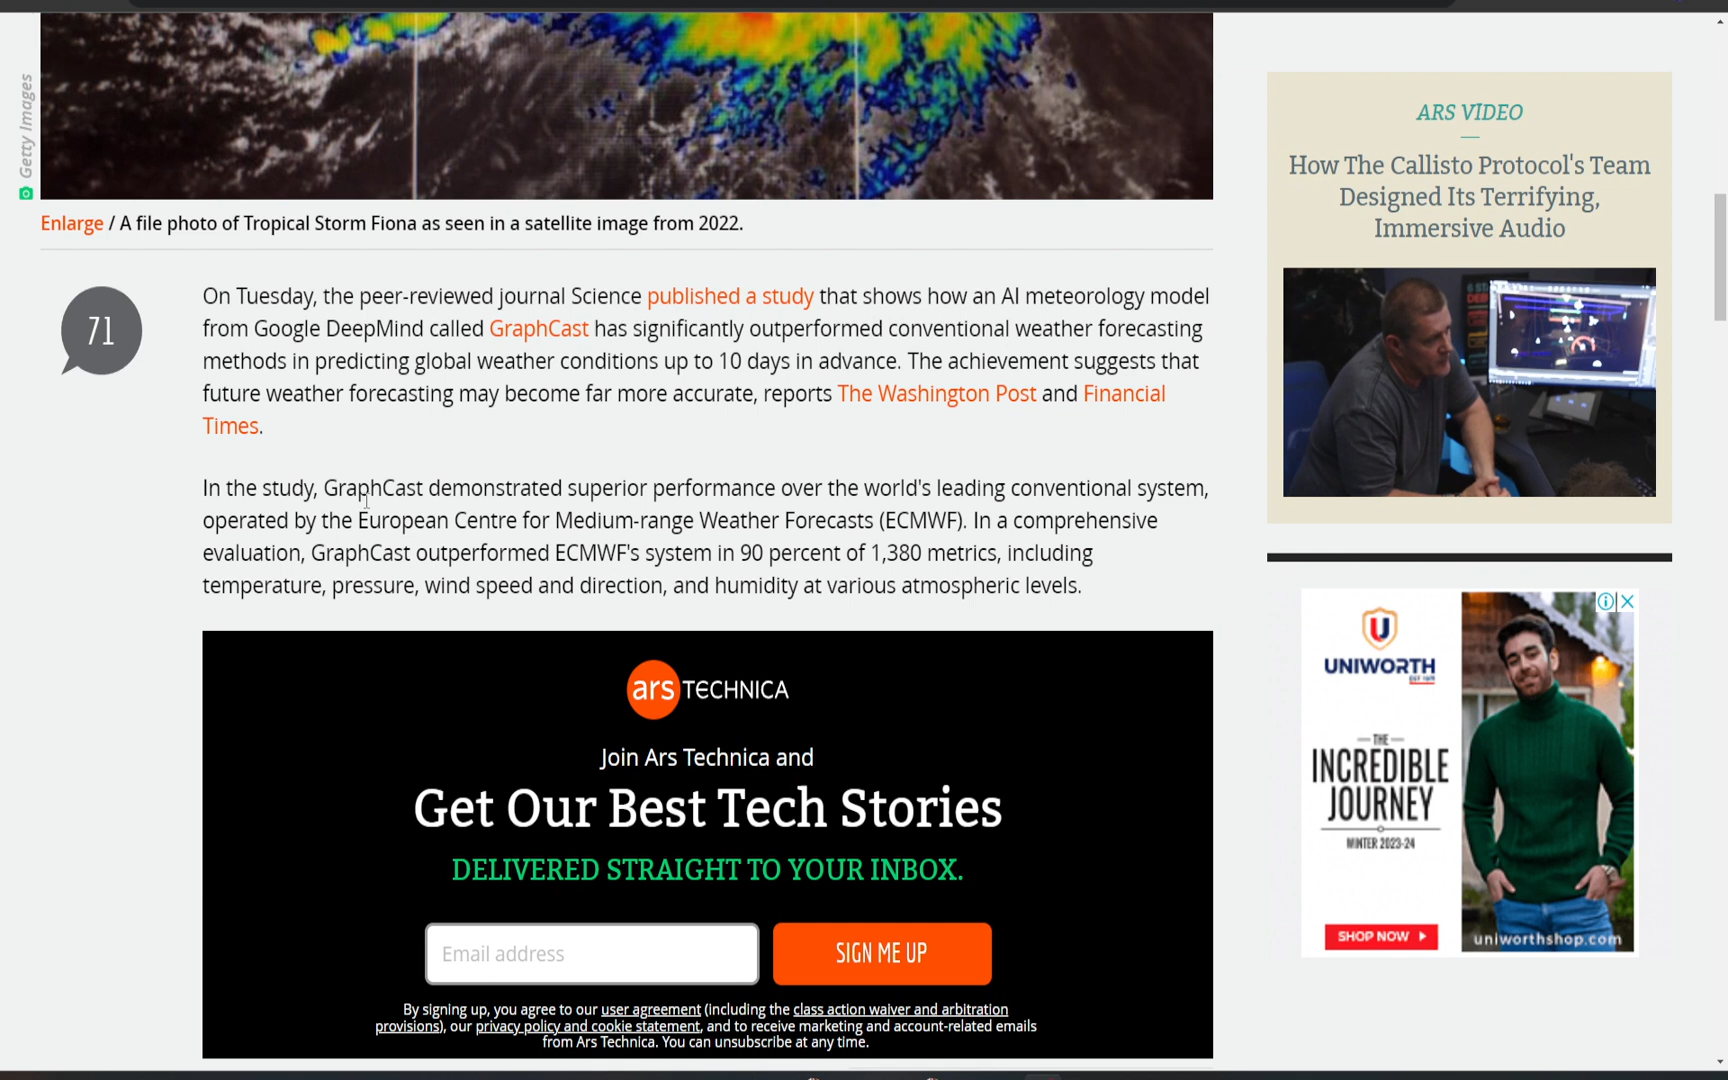 Getty Images
Enlarge / A file photo of Tropical Storm Fiona as seen in a satellite image from 2022.
71
On Tuesday, the peer-reviewed journal Science published a study that shows how an AI meteorology model
from Google DeepMind called GraphCast has significantly outperformed conventional weather forecasting
methods in predicting global weather conditions up to 10 days in advance. The achievement suggests that
future weather forecasting may become far more accurate, reports The Washington Post and Financial
Times.
In the study, GraphCast demonstrated superior performance over the world's leading conventional system,
operated by the European Centre for Medium-range Weather Forecasts (ECMWF). In a comprehensive
evaluation, GraphCast outperformed ECMWF's system in 90 percent of 1,380 metrics, including
temperature, pressure, wind speed and direction, and humidity at various atmospheric levels.
ars TECHNICA
Join Ars Technica and
Get Our Best Tech Stories
DELIVERED STRAIGHT TO YOUR INBOX.
Email address
SIGN ME UP
By signing up, you agree to our user agreement (including the class action waiver and arbitration
provisions), our privacy policy and cookie statement, and to receive marketing and account-related emails
from Ars Technica. You can unsubscribe at any time.
ARS VIDEO
How The Callisto Protocol's Team
Designed Its Terrifying,
Immersive Audio
UNIWORTH
THE
INCREDIBLE
JOURNEY
WINTER 2023-24
SHOP NOW
uniworthshop.com